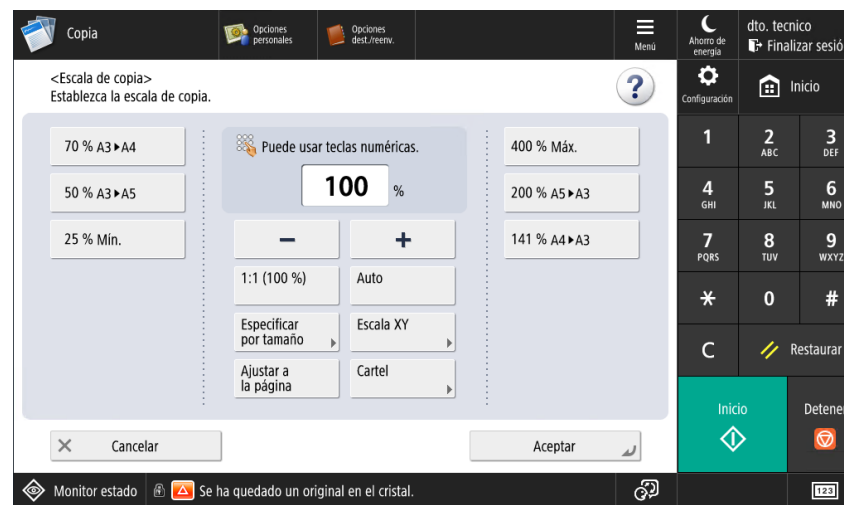 Copia
Opciones
personales
Opciones
dest./reenv.
Menú
Ahorro de
energía
dto. tecnico
Finalizar sesió
<Escala de copia>
Establezca la escala de copia.
?
Configuración
Inicio
70 % A3▸A4
50 % A3▸A5
25 % Mín.
Puede usar teclas numéricas.
100 %
− +
1:1 (100 %)
Auto
Especificar
por tamaño
Escala XY
Ajustar a
la página
Cartel
400 % Máx.
200 % A5▸A3
141 % A4▸A3
1 2 3
ABC DEF
4 5 6
GHI JKL MNO
7 8 9
PQRS TUV WXYZ
* 0 #
C
Restaurar
Inicio
Detene
Cancelar
Aceptar
Monitor estado
Se ha quedado un original en el cristal.
123